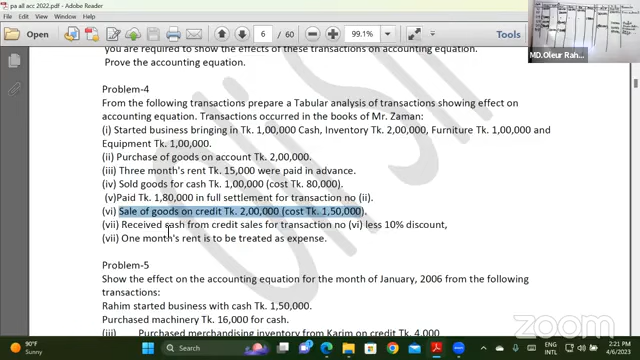 pa all acc 2022.pdf - Adobe Reader
File Edit View Window Help
Open 6 / 60 99.1% Tools
MD.Oleur Rah...
you are required to show the effects of these transactions on accounting equation.
Prove the accounting equation.
Problem-4
From the following transactions prepare a Tabular analysis of transactions showing effect on
accounting equation. Transactions occurred in the books of Mr. Zaman:
(i) Started business bringing in Tk. 1,00,000 Cash, Inventory Tk. 2,00,000, Furniture Tk. 1,00,000 and
Equipment Tk. 1,00,000.
(ii) Purchase of goods on account Tk. 2,00,000.
(iii) Three month's rent Tk. 15,000 were paid in advance.
(iv) Sold goods for cash Tk. 1,00,000 (cost Tk. 80,000).
(v)Paid Tk. 1,80,000 in full settlement for transaction no (ii).
(vi) Sale of goods on credit Tk. 2,00,000 (cost Tk. 1,50,000).
(vii) Received cash from credit sales for transaction no (vi) less 10% discount,
(vii) One month's rent is to be treated as expense.
Problem-5
Show the effect on the accounting equation for the month of January, 2006 from the following
transactions:
Rahim started business with cash Tk. 1,50,000.
Purchased machinery Tk. 16,000 for cash.
(iii) Purchased merchandising inventory from Karim on credit Tk. 4,000
zoom
90°F
Sunny
Search
ENG
INTL
2:21 PM
4/6/2023